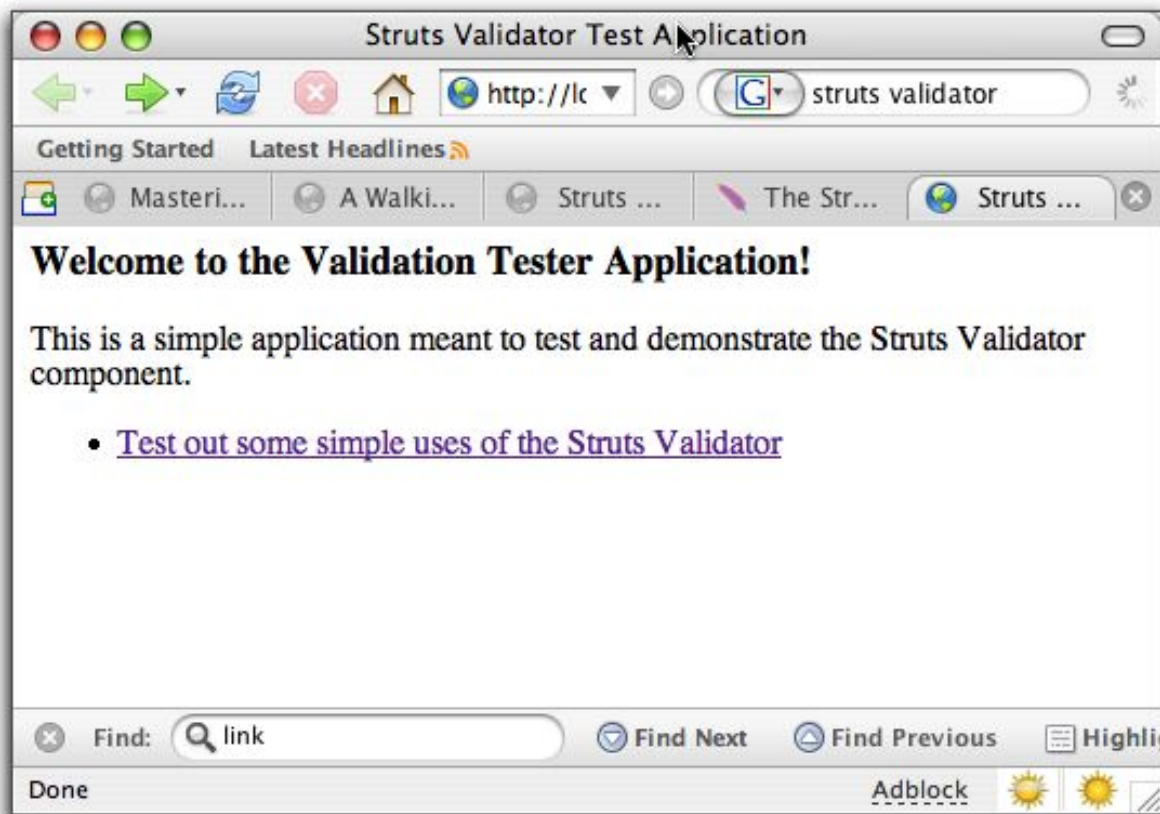 Struts Validator Test Application
http://lc
G
struts validator
Getting Started Latest Headlines
Masteri... A Walki... Struts ... The Str... Struts ...
Welcome to the Validation Tester Application!
This is a simple application meant to test and demonstrate the Struts Validator
component.
• Test out some simple uses of the Struts Validator
Find: link Find Next Find Previous Highli
Done Adblock